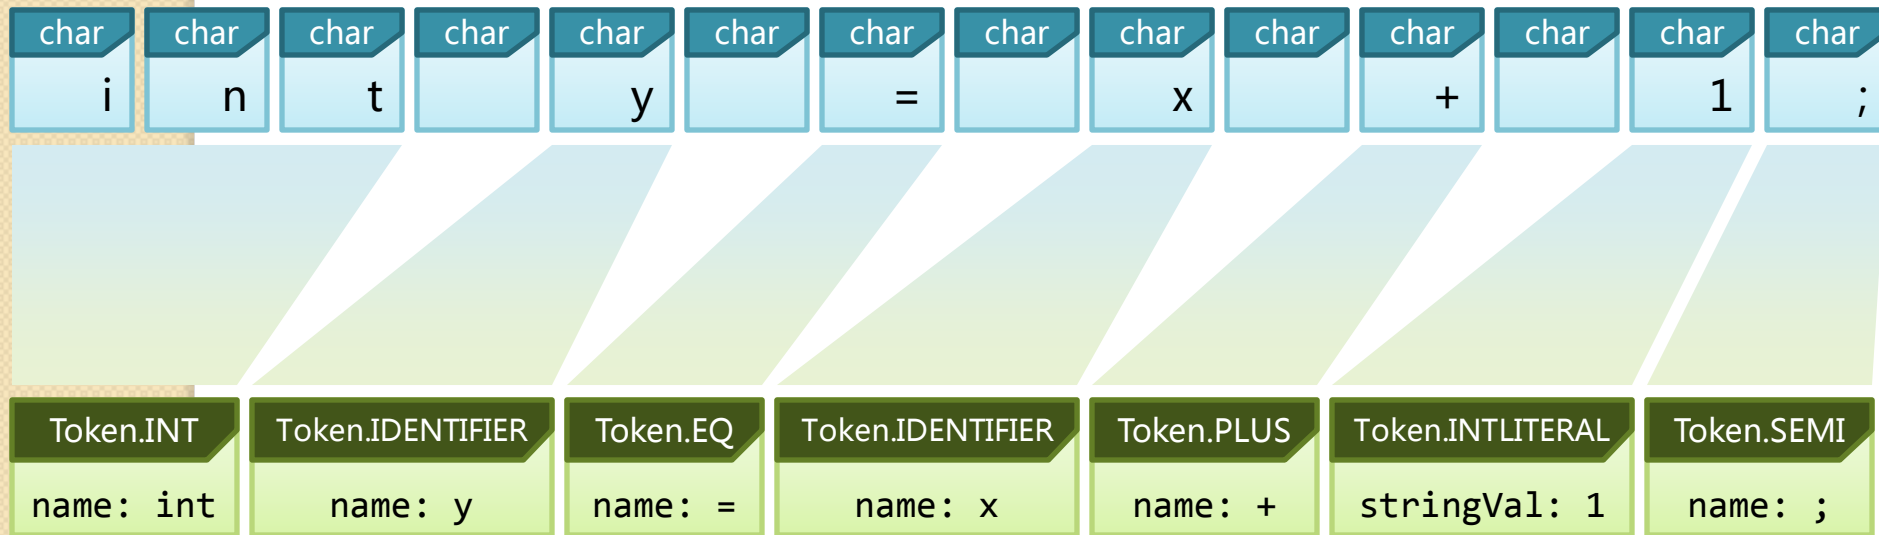 char char char char char char char char char char char char char char
i n t y = x + 1 ;
Token.INT Token.IDENTIFIER Token.EQ Token.IDENTIFIER Token.PLUS Token.INTLITERAL Token.SEMI
name: int name: y name: = name: x name: + stringVal: 1 name: ;